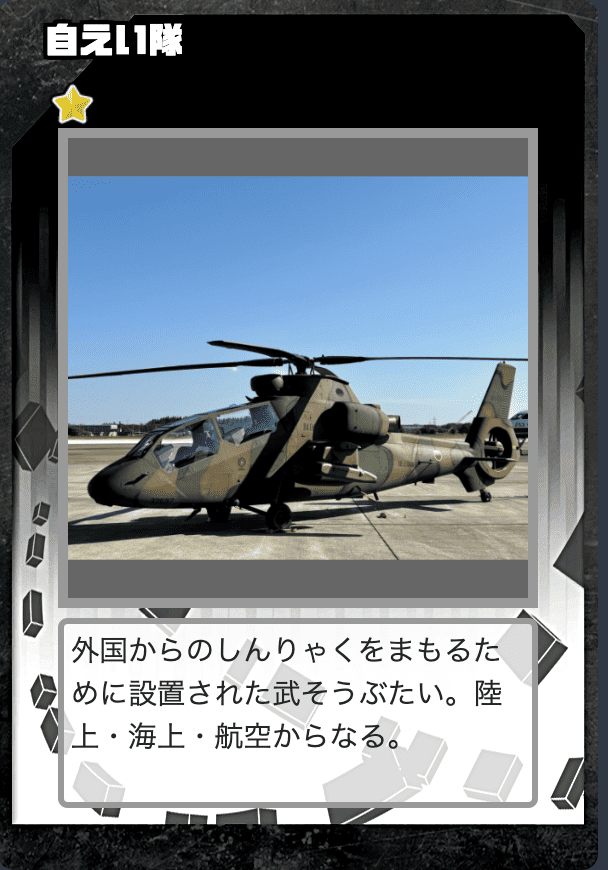 自えい隊
外国からのしんりゃくをまもるた
めに設置された武そうぶたい。陸
上・海上・航空からなる。